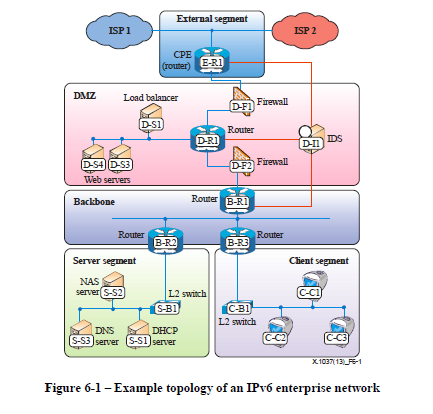 External segment
ISP 1
ISP 2
CPE
(router)
E-R1
DMZ
Load balancer
D-S1
D-F1
Firewall
Router
D-R1
D-I1
IDS
D-S4
D-S3
Web servers
D-F2
Firewall
Router
B-R1
Backbone
Router
B-R2
B-R3
Router
Server segment
Client segment
NAS
server
S-S2
S-B1
L2 switch
C-B1
L2 switch
C-C1
S-S3
DNS
server
S-S1
DHCP
server
C-C2
C-C3
X.1037(13)_F6-1
Figure 6-1 – Example topology of an IPv6 enterprise network